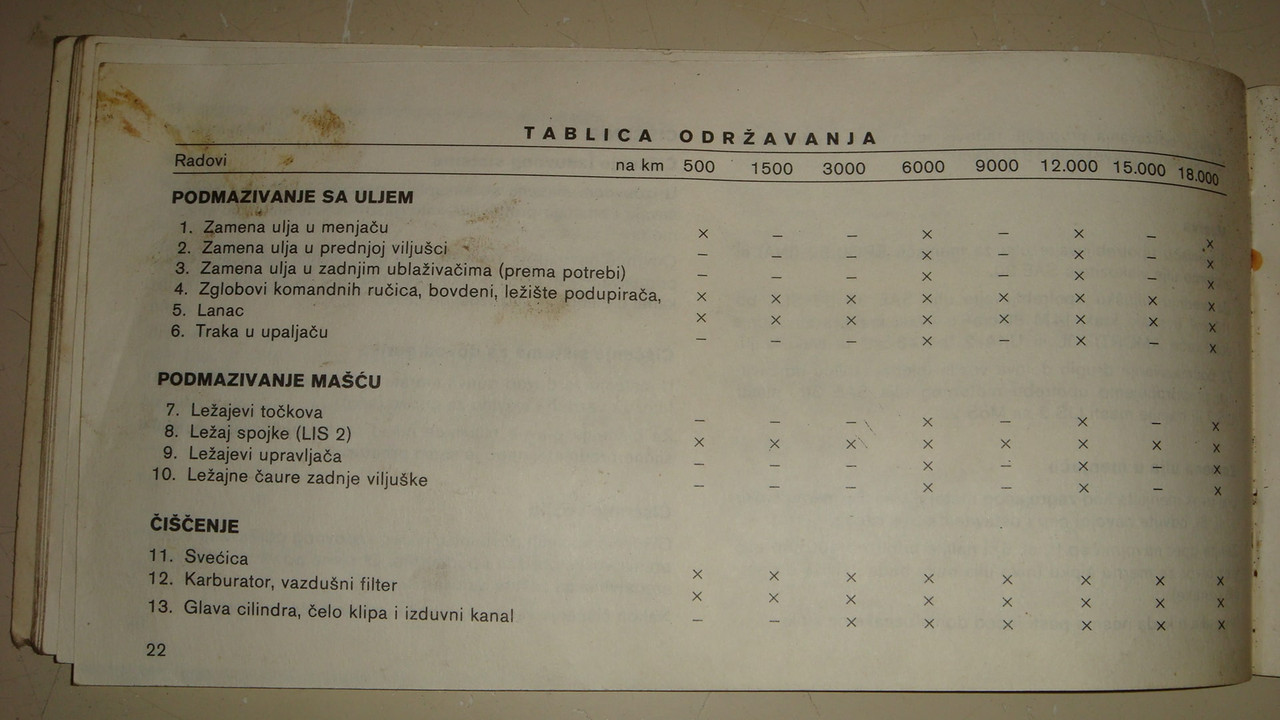 TABLICA ODRŽAVANJA
Radovi na km 500 1500 3000 6000 9000 12.000 15.000 18.000
PODMAZIVANJE SA ULJEM
1. Zamena ulja u menjaču × — — × — × — ×
2. Zamena ulja u prednjoj viljušci — — — × — × — ×
3. Zamena ulja u zadnjim ublaživačima (prema potrebi) — — — × — × — ×
4. Zglobovi komandnih ručica, bovdeni, ležište podupirača, × × × × × × × ×
5. Lanac × × × × × × × ×
6. Traka u upaljaču — — — × — × — ×
PODMAZIVANJE MAŠĆU
7. Ležajevi točkova — — — × — × — ×
8. Ležaj spojke (LIS 2) × × × × × × × ×
9. Ležajevi upravljača — — — × — × — ×
10. Ležajne čaure zadnje viljuške — — — × — × — ×
ČIŠĆENJE
11. Svećica × × × × × × × ×
12. Karburator, vazdušni filter × × × × × × × ×
13. Glava cilindra, čelo klipa i izduvni kanal — — × × × × × ×
22